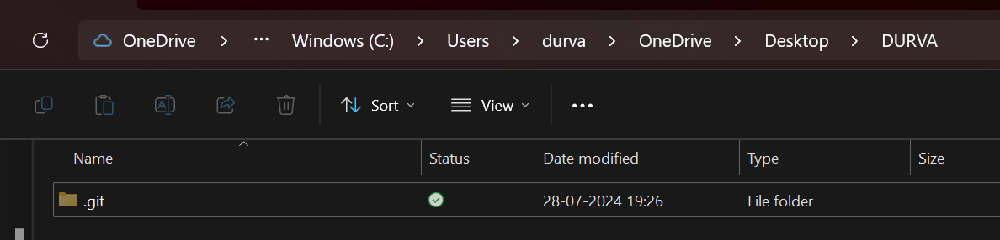 OneDrive > ··· Windows (C:) > Users > durva > OneDrive > Desktop > DURVA
Sort View ···
Name Status Date modified Type Size
.git 28-07-2024 19:26 File folder